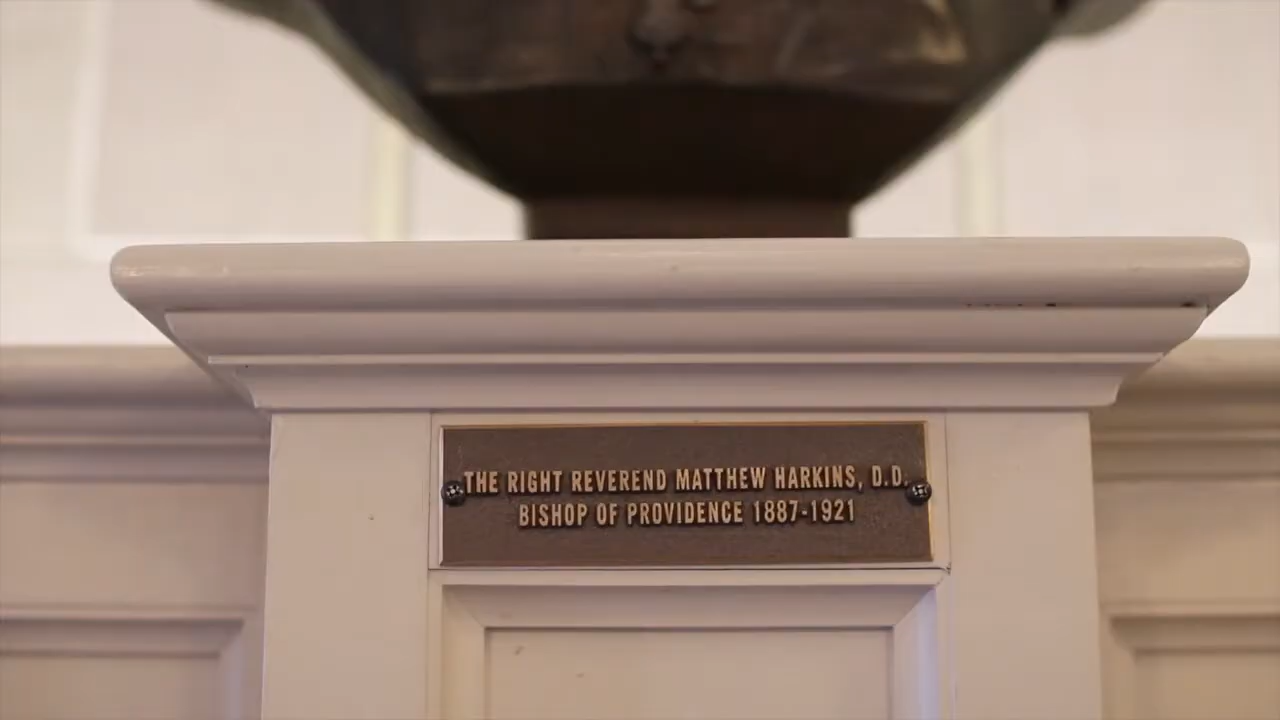 THE RIGHT REVEREND MATTHEW HARKINS, D.D.
BISHOP OF PROVIDENCE 1887-1921